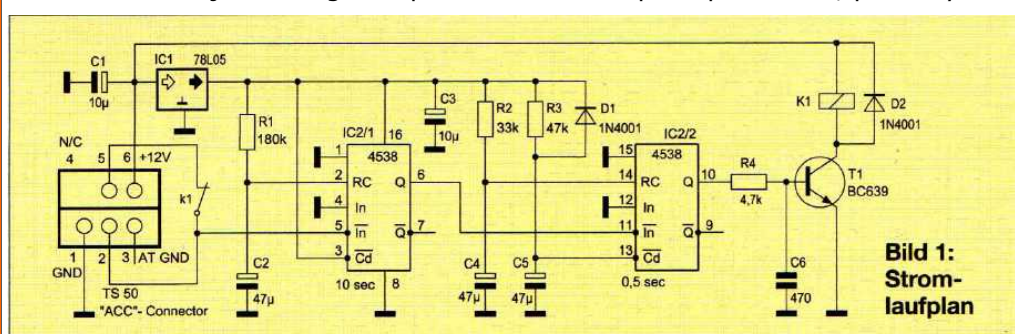 C1
10µ
IC1
78L05
N/C
4
5
6
+12V
k1
1
2
3
AT GND
GND
TS 50
"ACC"- Connector
R1
180k
C2
47µ
IC2/1
16
1
4538
2
RC
Q
6
4
In
5
In
Q
7
3
Cd
10 sec
8
C3
10µ
R2
33k
R3
47k
D1
1N4001
C4
47µ
C5
47µ
IC2/2
15
4538
14
RC
Q
10
12
In
11
In
Q
9
13
Cd
0,5 sec
R4
4,7k
C6
470
K1
D2
1N4001
T1
BC639
Bild 1:
Strom-
laufplan